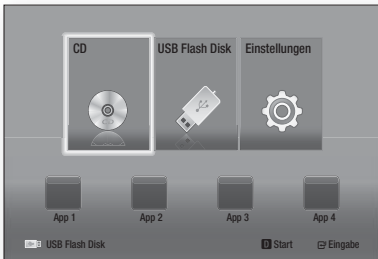 CD USB Flash Disk Einstellungen
App 1 App 2 App 3 App 4
USB Flash Disk D Start Eingabe